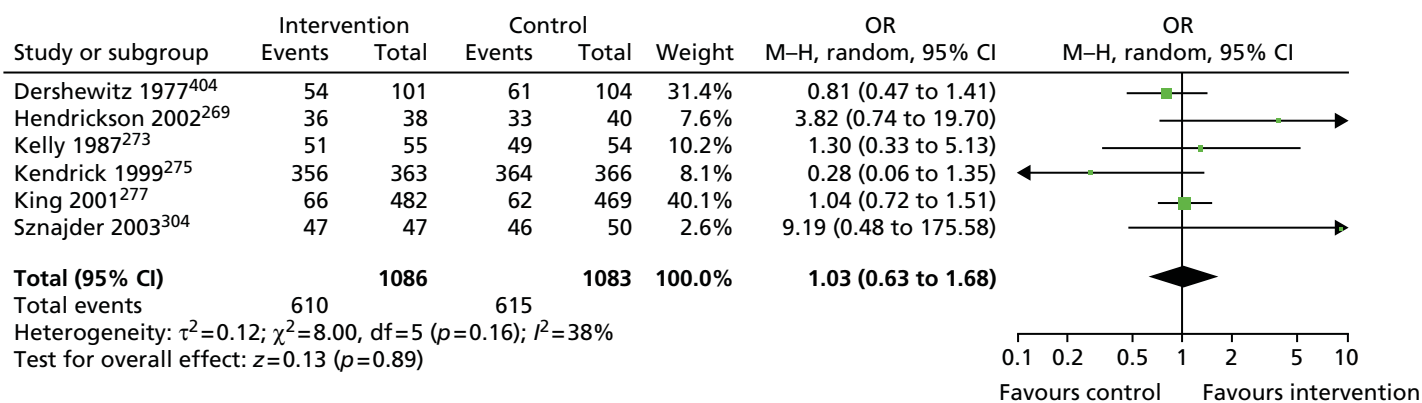 Intervention Control OR OR
Study or subgroup Events Total Events Total Weight M–H, random, 95% CI M–H, random, 95% CI
Dershewitz 1977⁴⁰⁴ 54 101 61 104 31.4% 0.81 (0.47 to 1.41)
Hendrickson 2002²⁶⁹ 36 38 33 40 7.6% 3.82 (0.74 to 19.70)
Kelly 1987²⁷³ 51 55 49 54 10.2% 1.30 (0.33 to 5.13)
Kendrick 1999²⁷⁵ 356 363 364 366 8.1% 0.28 (0.06 to 1.35)
King 2001²⁷⁷ 66 482 62 469 40.1% 1.04 (0.72 to 1.51)
Sznajder 2003³⁰⁴ 47 47 46 50 2.6% 9.19 (0.48 to 175.58)
Total (95% CI) 1086 1083 100.0% 1.03 (0.63 to 1.68)
Total events 610 615
Heterogeneity: τ²=0.12; χ²=8.00, df=5 (p=0.16); I²=38%
Test for overall effect: z=0.13 (p=0.89)
0.1 0.2 0.5 1 2 5 10
Favours control Favours intervention